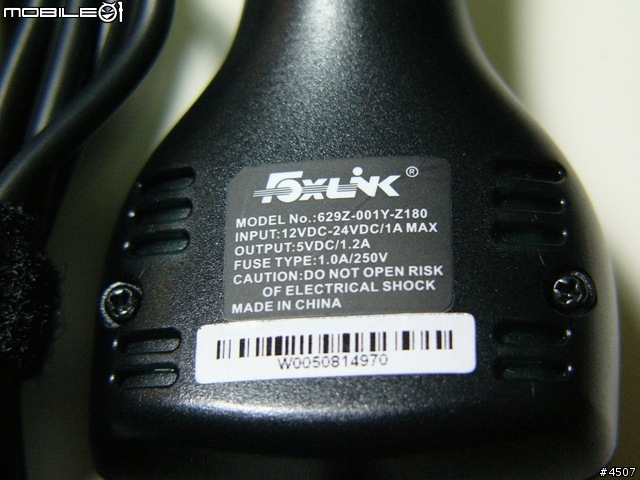 MOBILE01
FOXLINK®
MODEL No.:629Z-001Y-Z180
INPUT:12VDC-24VDC/1A MAX
OUTPUT:5VDC/1.2A
FUSE TYPE:1.0A/250V
CAUTION:DO NOT OPEN RISK
OF ELECTRICAL SHOCK
MADE IN CHINA
W0050814970
#4507